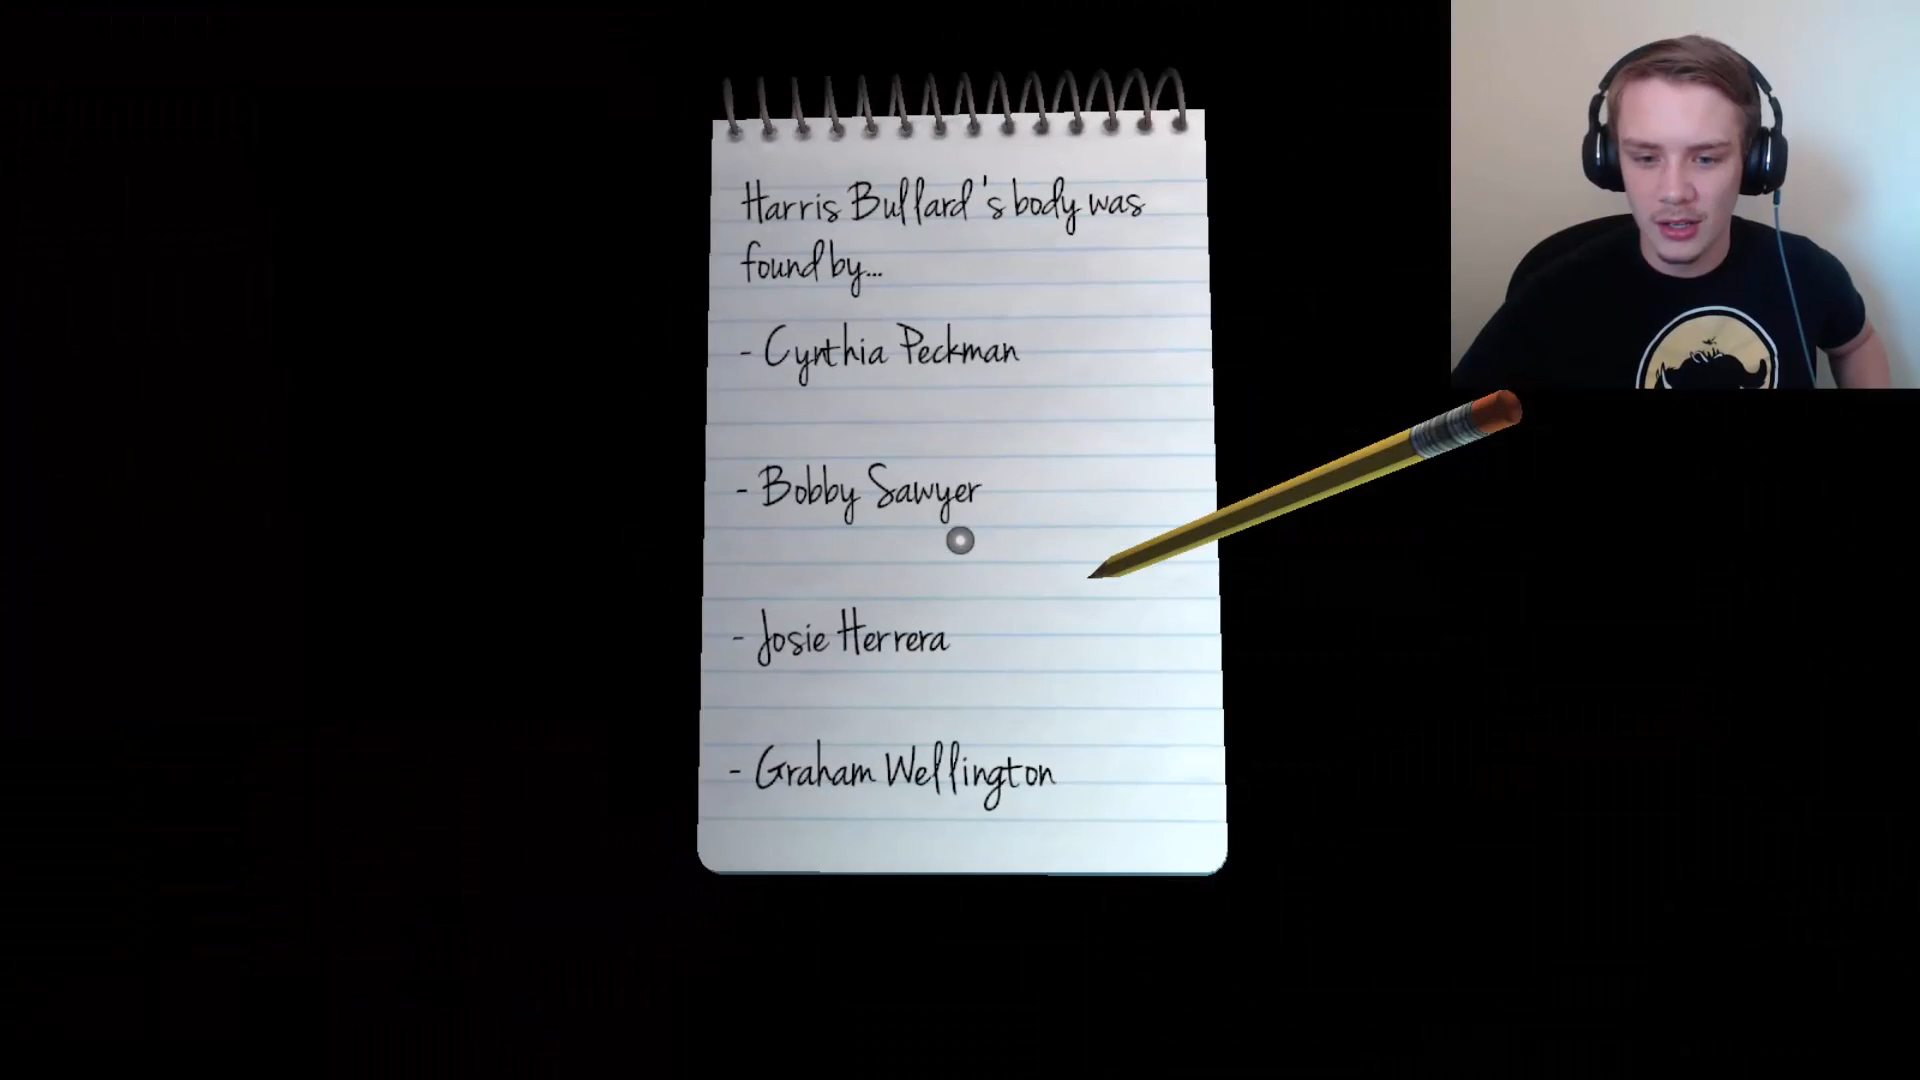 Harris Bullard's body was
found by...
- Cynthia Peckman
- Bobby Sawyer
- Josie Herrera
- Graham Wellington